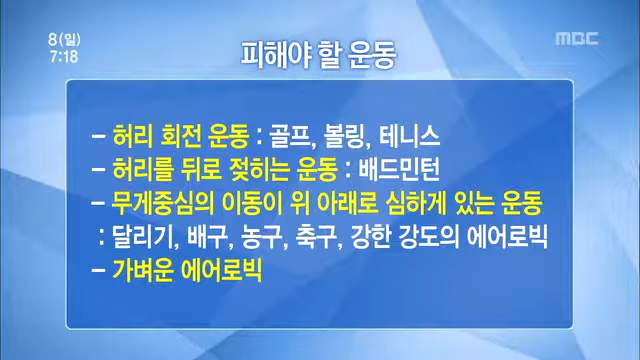 8(일)
7:18
피해야 할 운동
MBC
– 허리 회전 운동 : 골프, 볼링, 테니스
– 허리를 뒤로 젖히는 운동 : 배드민턴
– 무게중심의 이동이 위 아래로 심하게 있는 운동
: 달리기, 배구, 농구, 축구, 강한 강도의 에어로빅
– 가벼운 에어로빅